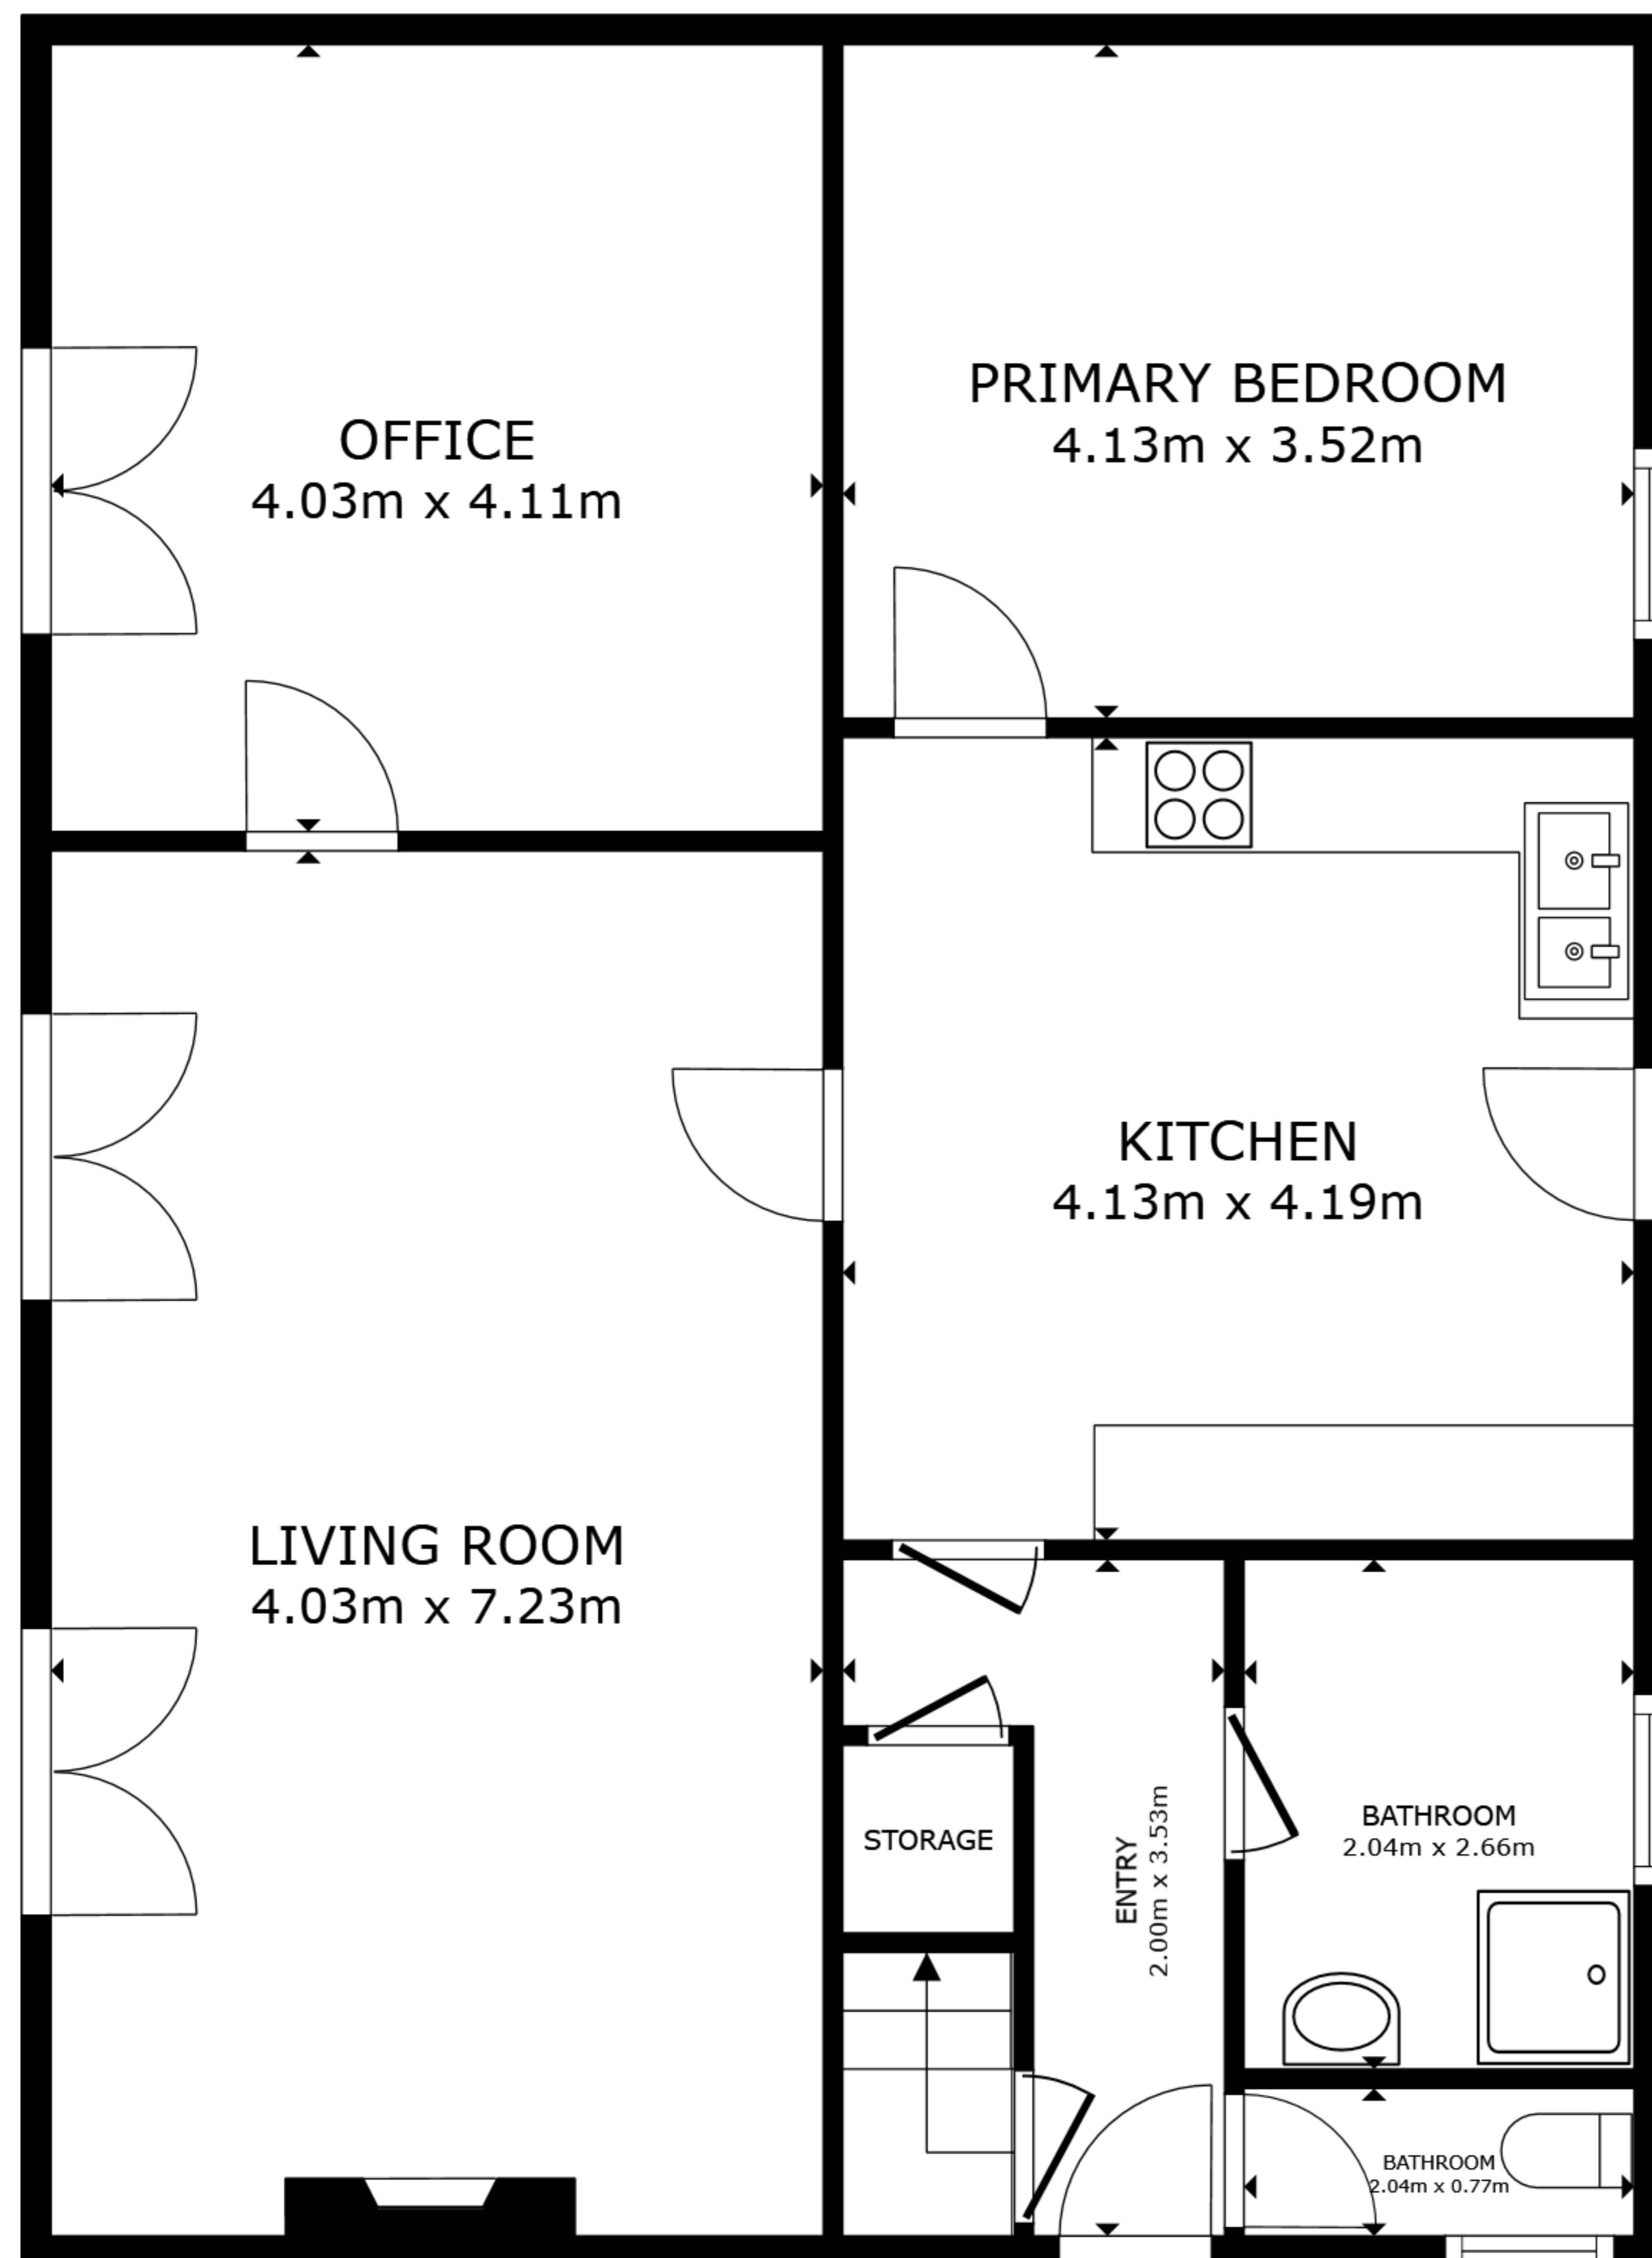 OFFICE
4.03m x 4.11m
PRIMARY BEDROOM
4.13m x 3.52m
KITCHEN
4.13m x 4.19m
LIVING ROOM
4.03m x 7.23m
STORAGE
ENTRY
2.00m x 3.53m
BATHROOM
2.04m x 2.66m
BATHROOM
2.04m x 0.77m